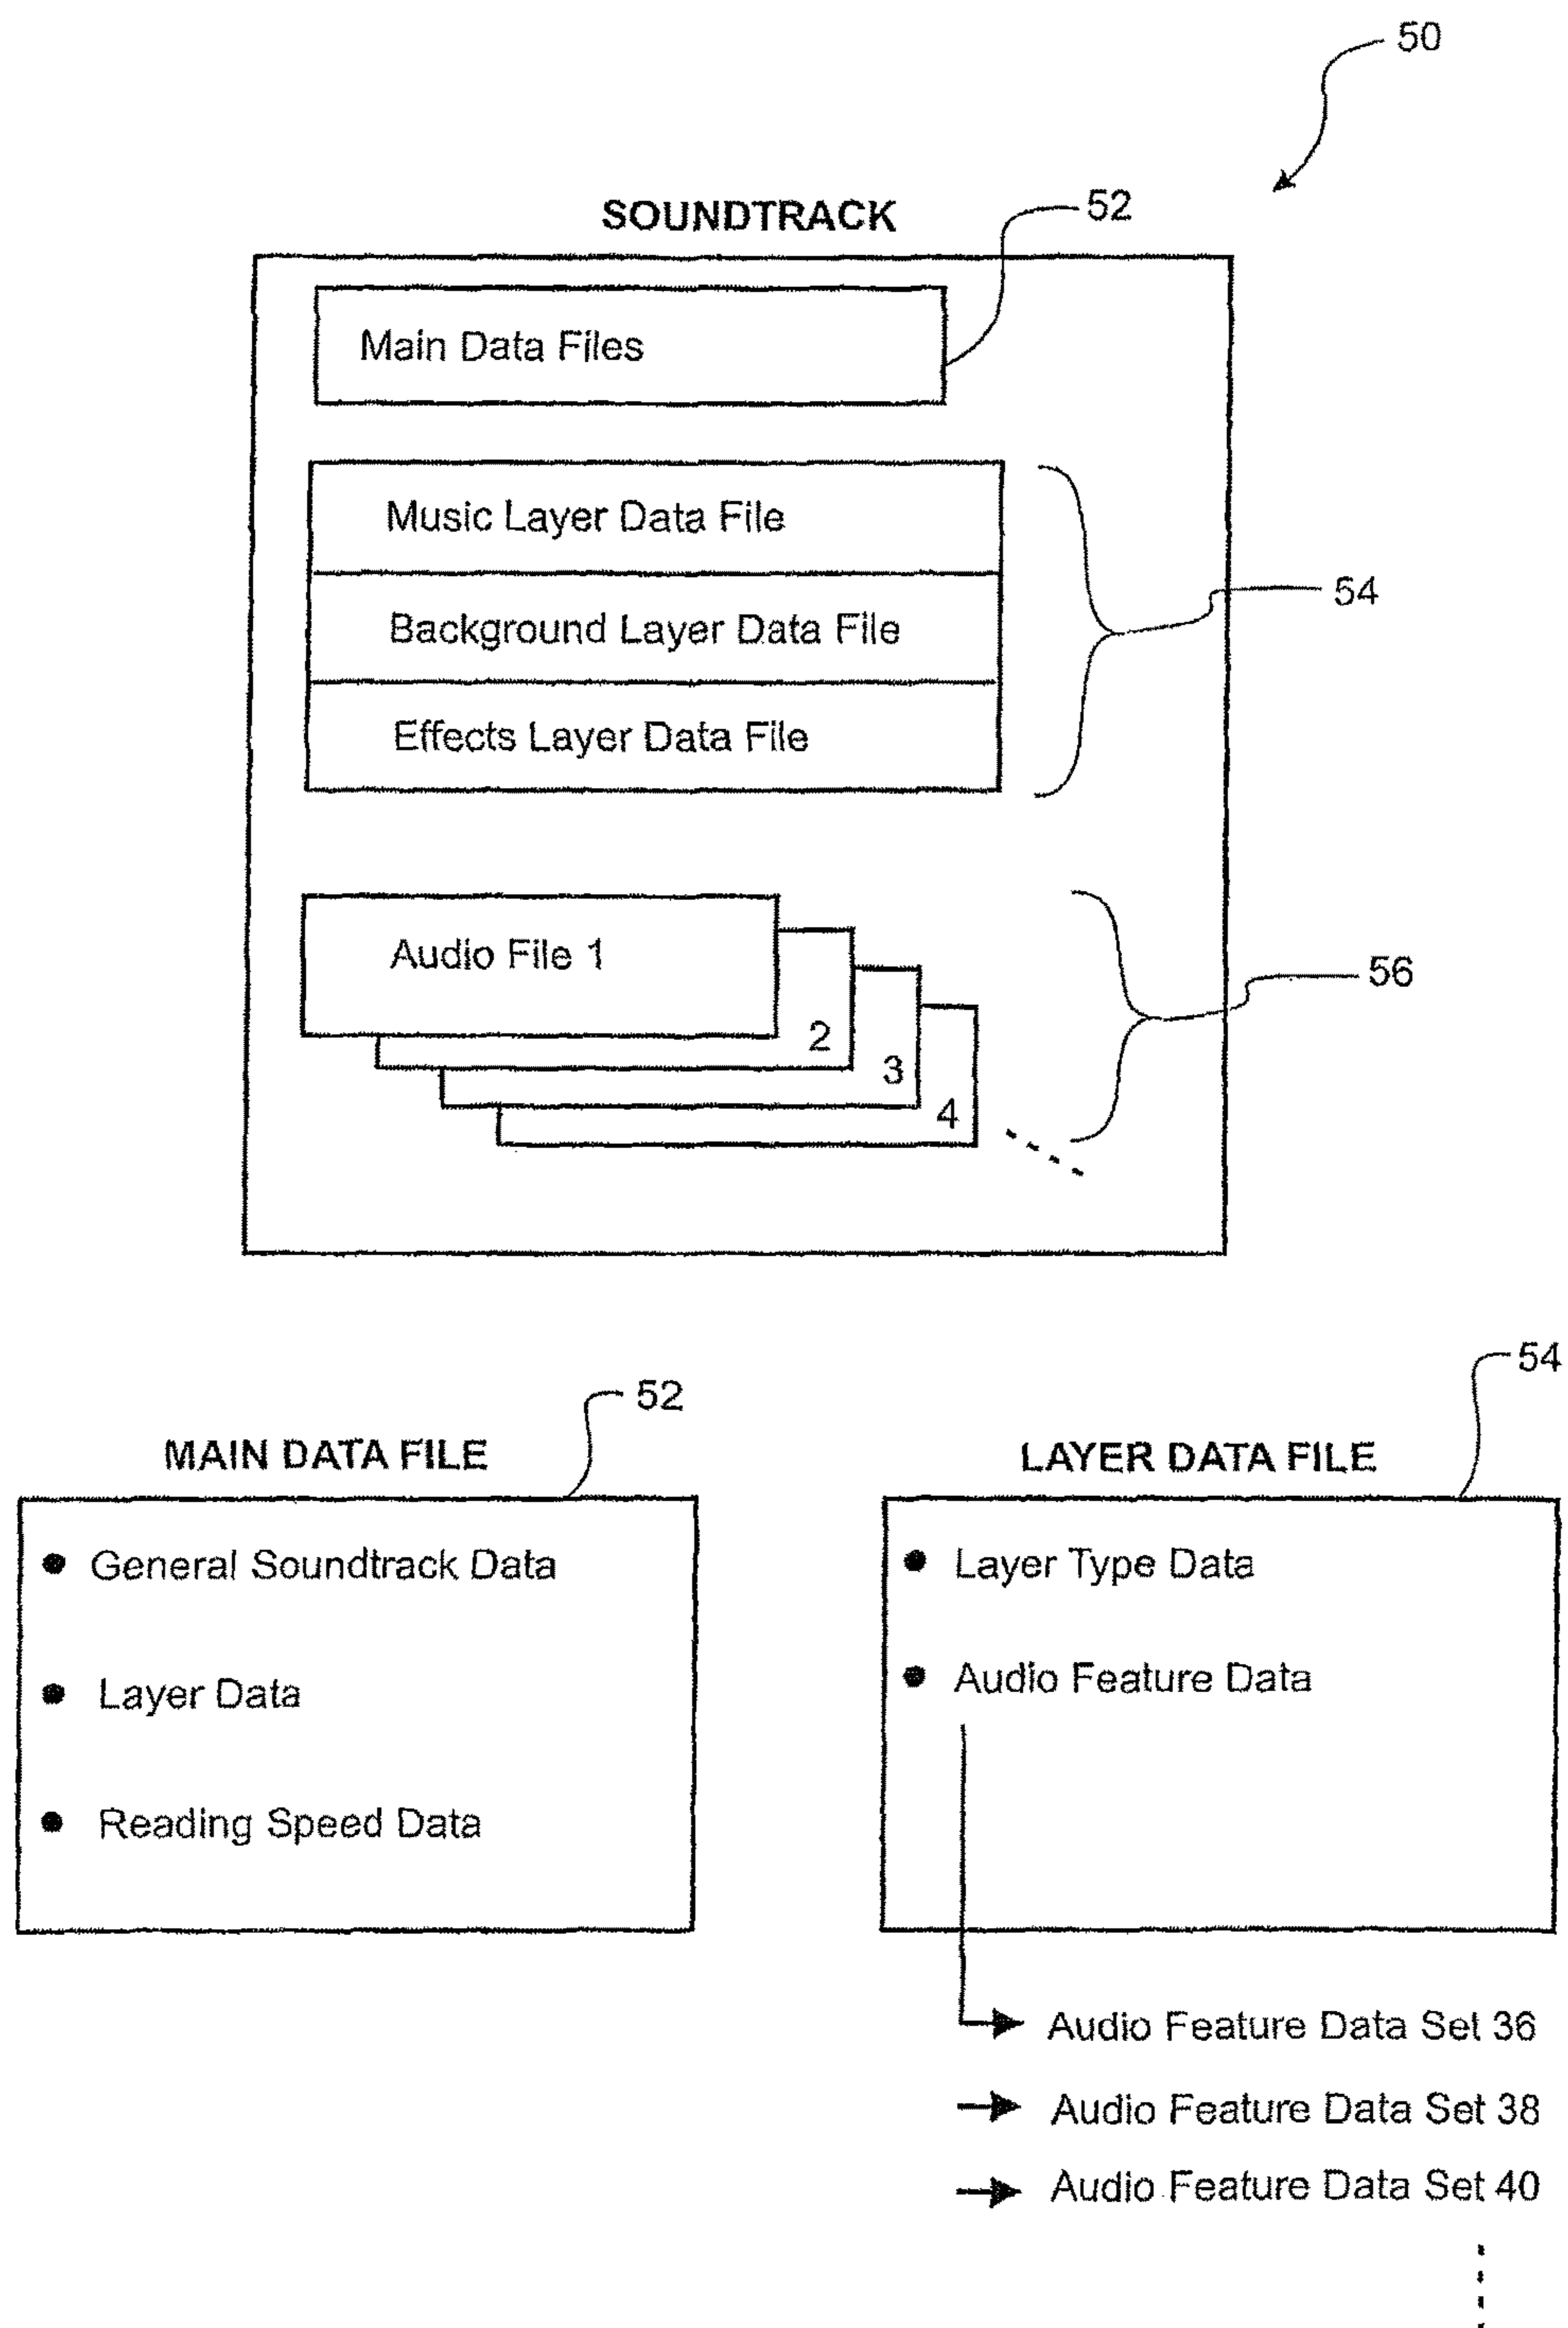 50
SOUNDTRACK
52
Main Data Files
Music Layer Data File
Background Layer Data File
Effects Layer Data File
54
Audio File 1
2
3
4
56
52
MAIN DATA FILE
• General Soundtrack Data
• Layer Data
• Reading Speed Data
54
LAYER DATA FILE
• Layer Type Data
• Audio Feature Data
Audio Feature Data Set 36
Audio Feature Data Set 38
Audio Feature Data Set 40